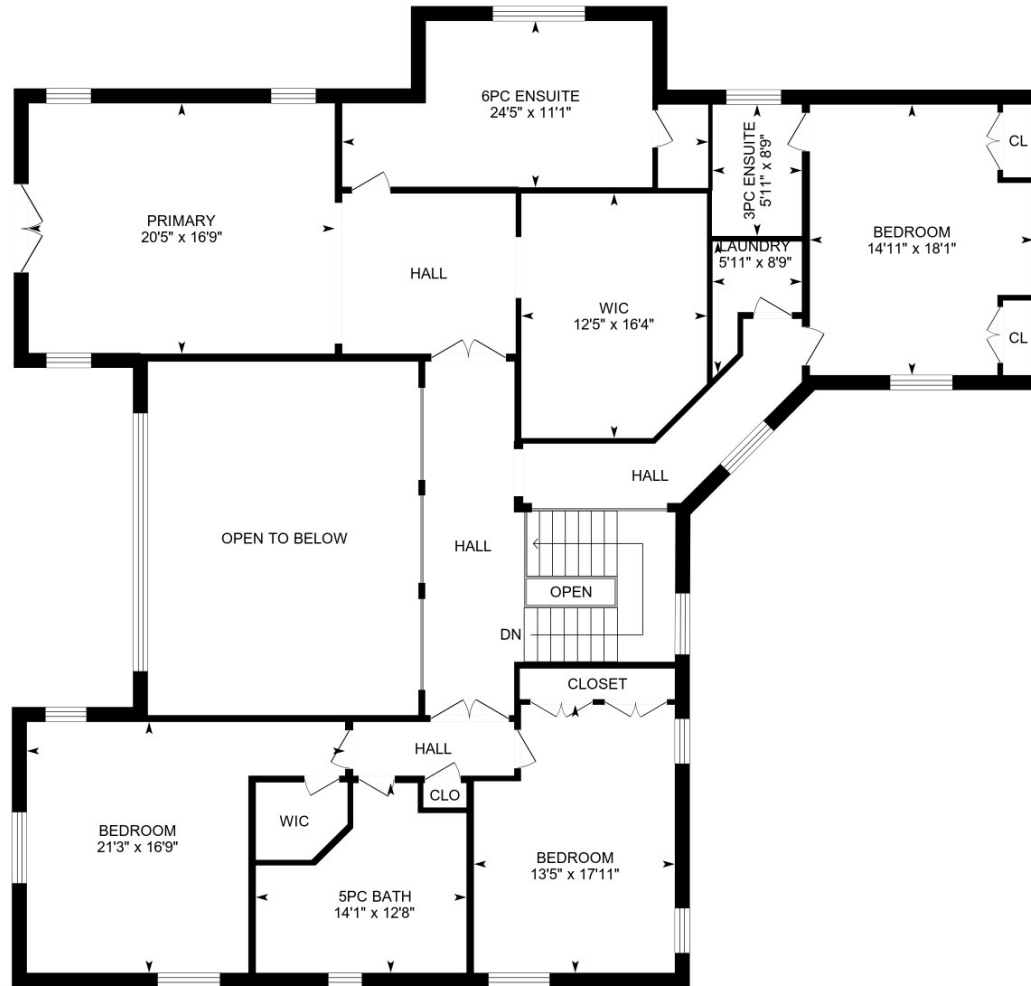 6PC ENSUITE
24'5" x 11'1"
3PC ENSUITE
5'11" x 8'9"
CL
PRIMARY
20'5" x 16'9"
BEDROOM
14'11" x 18'1"
LAUNDRY
5'11" x 8'9"
HALL
WIC
12'5" x 16'4"
CL
HALL
OPEN TO BELOW
HALL
OPEN
DN
CLOSET
HALL
CLO
WIC
BEDROOM
21'3" x 16'9"
BEDROOM
13'5" x 17'11"
5PC BATH
14'1" x 12'8"